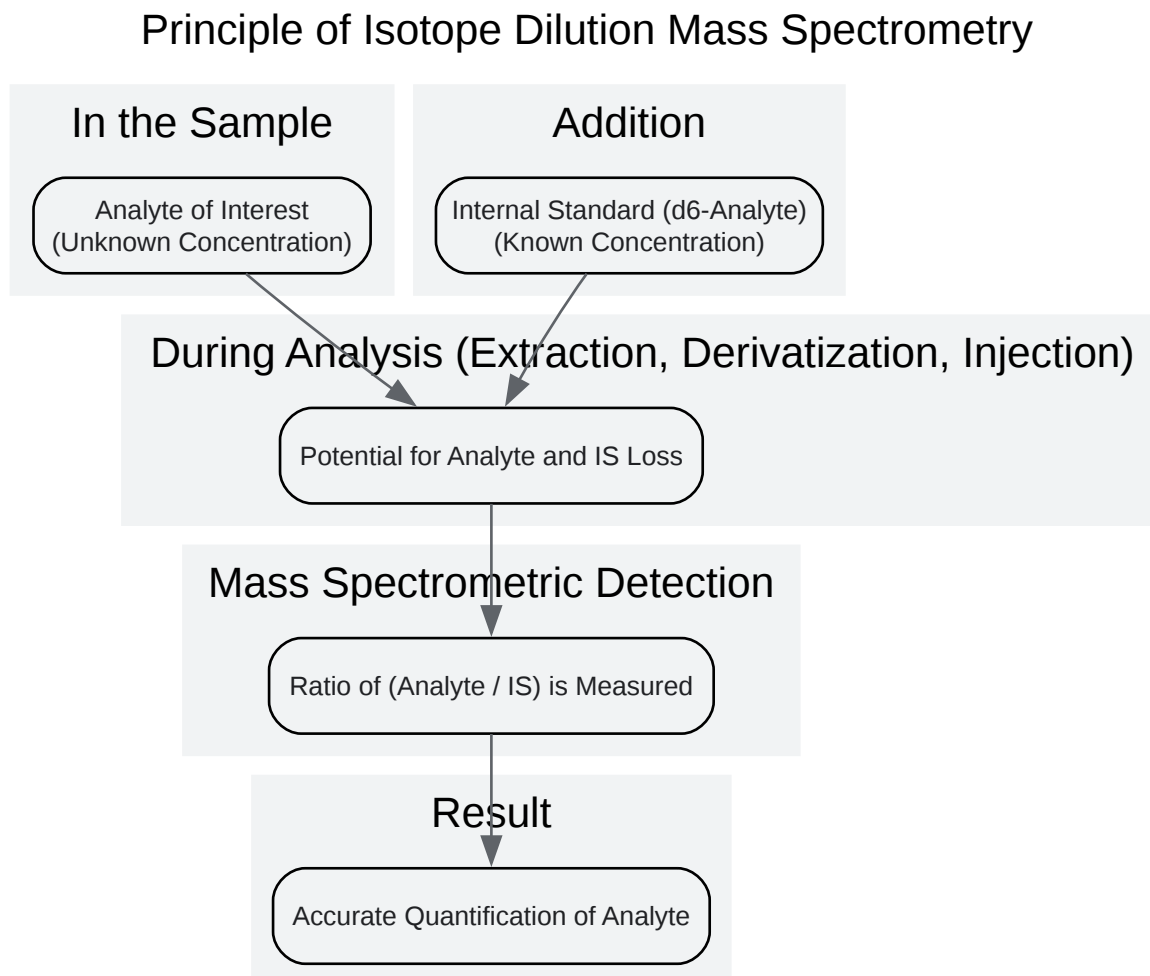 Principle of Isotope Dilution Mass Spectrometry
In the Sample
Addition
Analyte of Interest
(Unknown Concentration)
Internal Standard (d6-Analyte)
(Known Concentration)
During Analysis (Extraction, Derivatization, Injection)
Potential for Analyte and IS Loss
Mass Spectrometric Detection
Ratio of (Analyte / IS) is Measured
Result
Accurate Quantification of Analyte